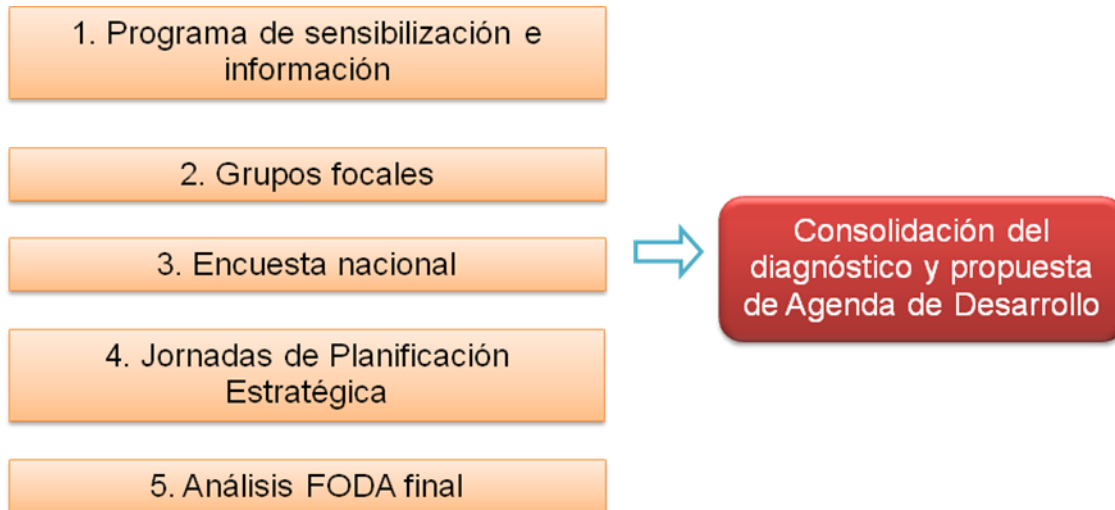 1. Programa de sensibilización e
información
2. Grupos focales
3. Encuesta nacional
4. Jornadas de Planificación
Estratégica
5. Análisis FODA final
Consolidación del
diagnóstico y propuesta
de Agenda de Desarrollo